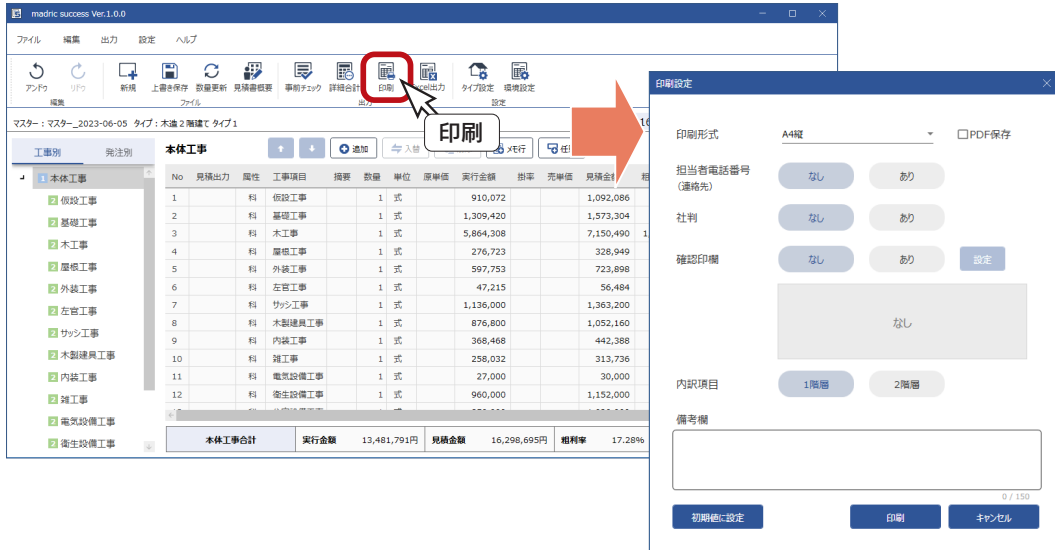 madric success Ver.1.0.0
ファイル 編集 出力 設定 ヘルプ
アンドゥ リドゥ 新規 上書き保存 数量更新 見積書概要 事前チェック 詳細合計 印刷 Excel出力 タイプ設定 環境設定
編集 ファイル 出力 設定
マスター：マスター_2023-06-05 タイプ：木造2階建て タイプ1
印刷
工事別 発注別
本体工事
追加 入替 メモ行
1 本体工事
2 仮設工事
2 基礎工事
2 木工事
2 屋根工事
2 外装工事
2 左官工事
2 サッシ工事
2 木製建具工事
2 内装工事
2 雑工事
2 電気設備工事
2 衛生設備工事
No 見積出力 属性 工事項目 摘要 数量 単位 原単価 実行金額 掛率 売単価 見積金額
1 科 仮設工事 1 式 910,072 1,092,086
2 科 基礎工事 1 式 1,309,420 1,573,304
3 科 木工事 1 式 5,864,308 7,150,490
4 科 屋根工事 1 式 276,723 328,949
5 科 外装工事 1 式 597,753 723,898
6 科 左官工事 1 式 47,215 56,484
7 科 サッシ工事 1 式 1,136,000 1,363,200
8 科 木製建具工事 1 式 876,800 1,052,160
9 科 内装工事 1 式 368,468 442,388
10 科 雑工事 1 式 258,032 313,736
11 科 電気設備工事 1 式 27,000 30,000
12 科 衛生設備工事 1 式 960,000 1,152,000
本体工事合計 実行金額 13,481,791円 見積金額 16,298,695円 粗利率 17.28%
印刷設定
印刷形式 A4縦 PDF保存
担当者電話番号 なし あり
（連絡先）
社判 なし あり
確認印欄 なし あり 設定
なし
内訳項目 1階層 2階層
備考欄
0 / 150
初期値に設定 印刷 キャンセル